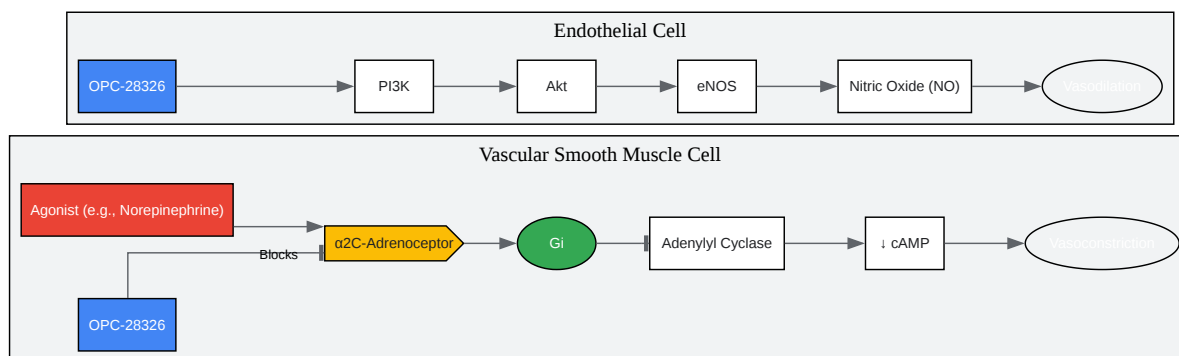 Endothelial Cell
OPC-28326
PI3K
Akt
eNOS
Nitric Oxide (NO)
Vasodilation
Vascular Smooth Muscle Cell
Agonist (e.g., Norepinephrine)
Blocks
α2C-Adrenoceptor
Gi
Adenylyl Cyclase
↓ cAMP
Vasoconstriction
OPC-28326